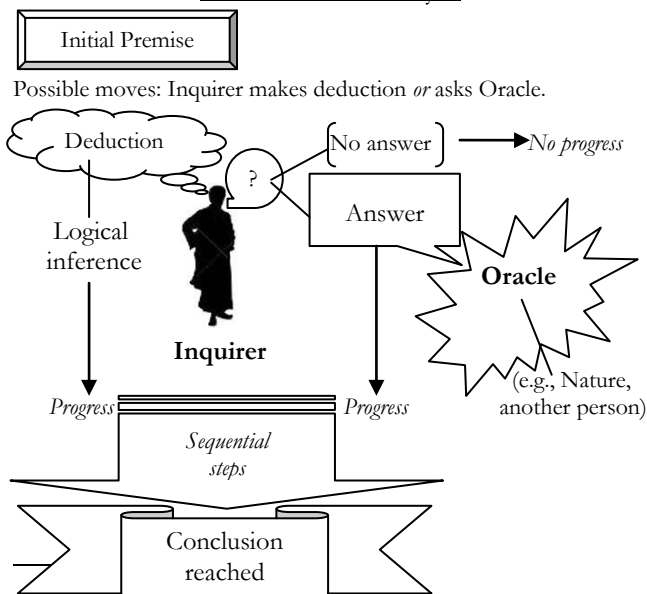 Initial Premise
Possible moves: Inquirer makes deduction or asks Oracle.
Deduction
?
No answer
No progress
Answer
Logical
inference
Oracle
Inquirer
(e.g., Nature,
another person)
Progress
Progress
Sequential
steps
Conclusion
reached